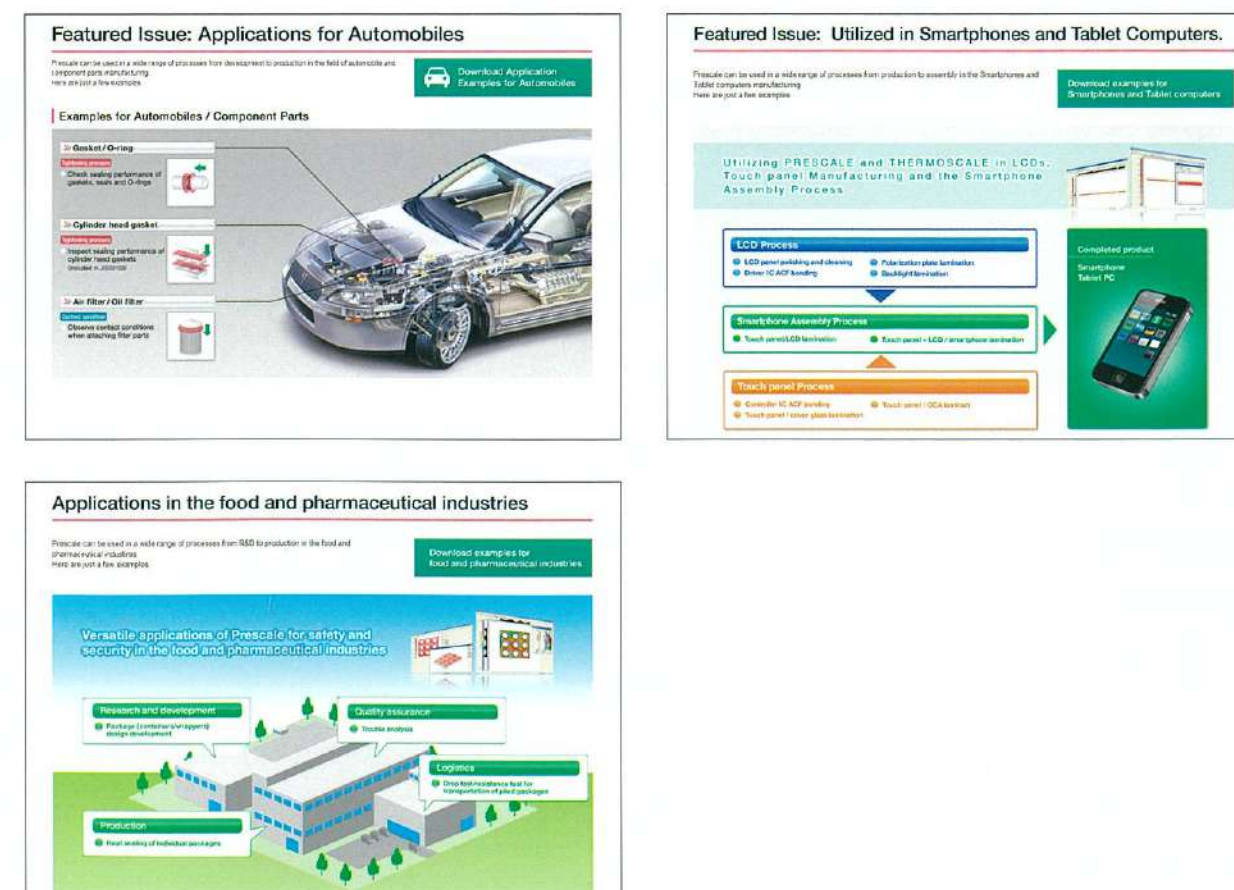 Featured Issue: Applications for Automobiles
Prescale can be used in a wide range of processes from development to production in the field of automobile and
component parts manufacturing.
Here are just a few examples
Download Application
Examples for Automobiles
Examples for Automobiles / Component Parts
Gasket / O-ring
Tightening pressure
Check sealing performance of
gaskets, seals and O-rings
Cylinder head gasket
Tightening pressure
Inspect sealing performance of
cylinder head gaskets
Air filter / Oil filter
Contact condition
Observe contact conditions
when attaching filter parts
Featured Issue: Utilized in Smartphones and Tablet Computers.
Prescale can be used in a wide range of processes from production to assembly in the Smartphones and
Tablet computers manufacturing
Here are just a few examples
Download examples for
Smartphones and Tablet computers
Utilizing PRESCALE and THERMOSCALE in LCDs,
Touch panel Manufacturing and the Smartphone
Assembly Process
LCD Process
LCD panel polishing and cleaning
Polarization plate lamination
Driver IC ACF bonding
Backlight lamination
Smartphone Assembly Process
Touch panel/LCD lamination
Touch panel + LCD / smartphone lamination
Touch panel Process
Controller IC ACF bonding
Touch panel / OCA laminat
Touch panel / cover glass lamination
Completed product
Smartphone
Tablet PC
Applications in the food and pharmaceutical industries
Prescale can be used in a wide range of processes from R&D to production in the food and
pharmaceutical industires
Here are just a few examples
Download examples for
food and pharmaceutical industries
Versatile applications of Prescale for safety and
security in the food and pharmaceutical industries
Research and development
Package (containers/wrappers)
design development
Quality assurance
Trouble analysis
Logistics
Drop test/resistance test for
transportation of piled packages
Production
Heat sealing of individual packages